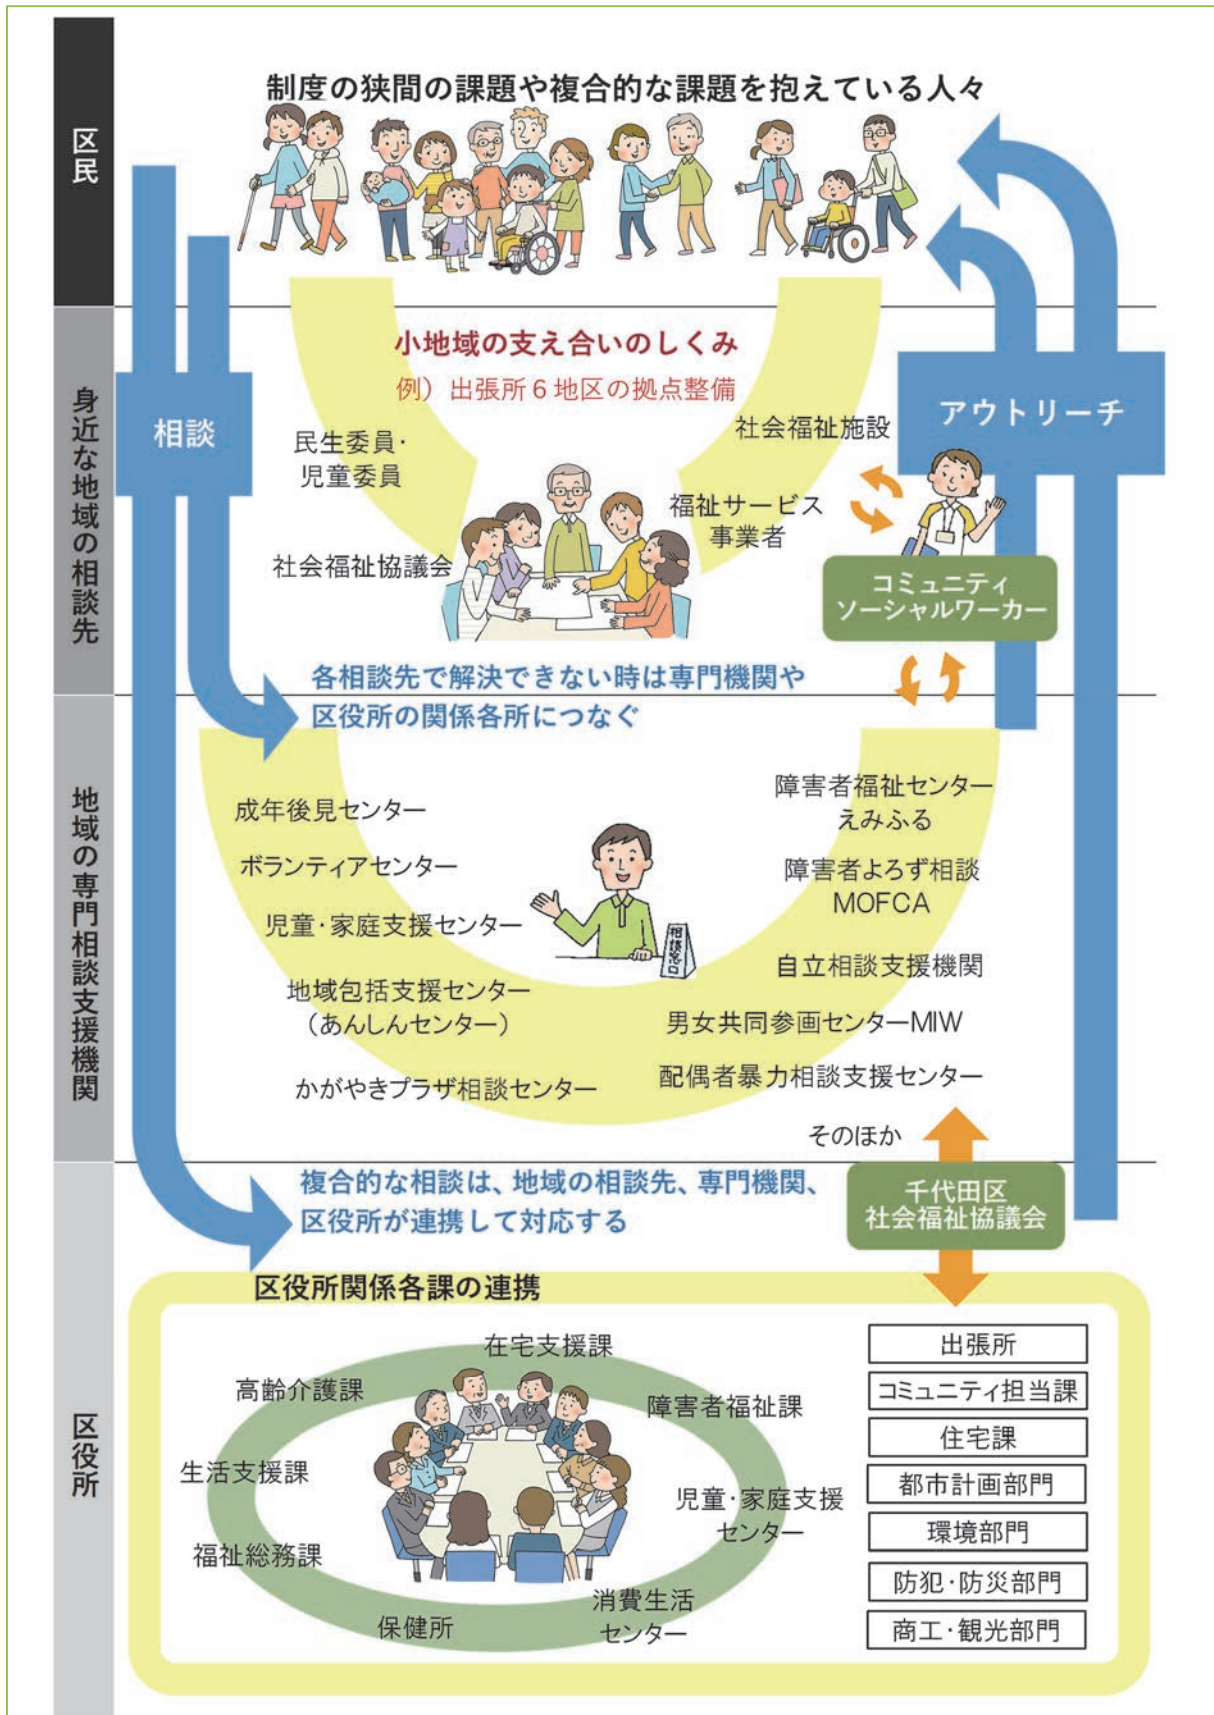 区民
制度の狭間の課題や複合的な課題を抱えている人々
身近な地域の相談先
相談
小地域の支え合いのしくみ
例）出張所6地区の拠点整備
民生委員・
児童委員
社会福祉協議会
社会福祉施設
福祉サービス
事業者
アウトリーチ
コミュニティ
ソーシャルワーカー
各相談先で解決できない時は専門機関や
区役所の関係各所につなぐ
地域の専門相談支援機関
成年後見センター
ボランティアセンター
児童・家庭支援センター
地域包括支援センター
（あんしんセンター）
かがやきプラザ相談センター
相談窓口
障害者福祉センター
えみふる
障害者よろず相談
MOFCA
自立相談支援機関
男女共同参画センターMIW
配偶者暴力相談支援センター
そのほか
複合的な相談は、地域の相談先、専門機関、
区役所が連携して対応する
千代田区
社会福祉協議会
区役所
区役所関係各課の連携
在宅支援課
高齢介護課
障害者福祉課
生活支援課
児童・家庭支援
センター
福祉総務課
消費生活
センター
保健所
出張所
コミュニティ担当課
住宅課
都市計画部門
環境部門
防犯・防災部門
商工・観光部門